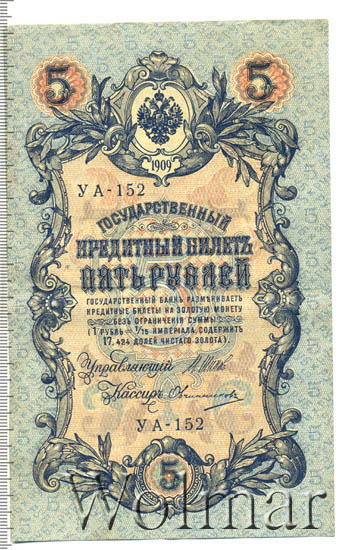 5 5
1909
УА-152
ГОСУДАРСТВЕННЫЙ
КРЕДИТНЫЙ БИЛЕТЪ
ПЯТЬ РУБЛЕЙ
ГОСУДАРСТВЕННЫЙ БАНКЪ РАЗМѢНИВАЕТЪ
КРЕДИТНЫЕ БИЛЕТЫ НА ЗОЛОТУЮ МОНЕТУ
БЕЗЪ ОГРАНИЧЕНІЯ СУММЫ
(1 РУБЛЬ = 1/15 ИМПЕРІАЛА, СОДЕРЖИТЪ
17,424 ДОЛЕЙ ЧИСТАГО ЗОЛОТА).
Управляющій
Кассиръ Овчинников
УА-152
5
Wolmar